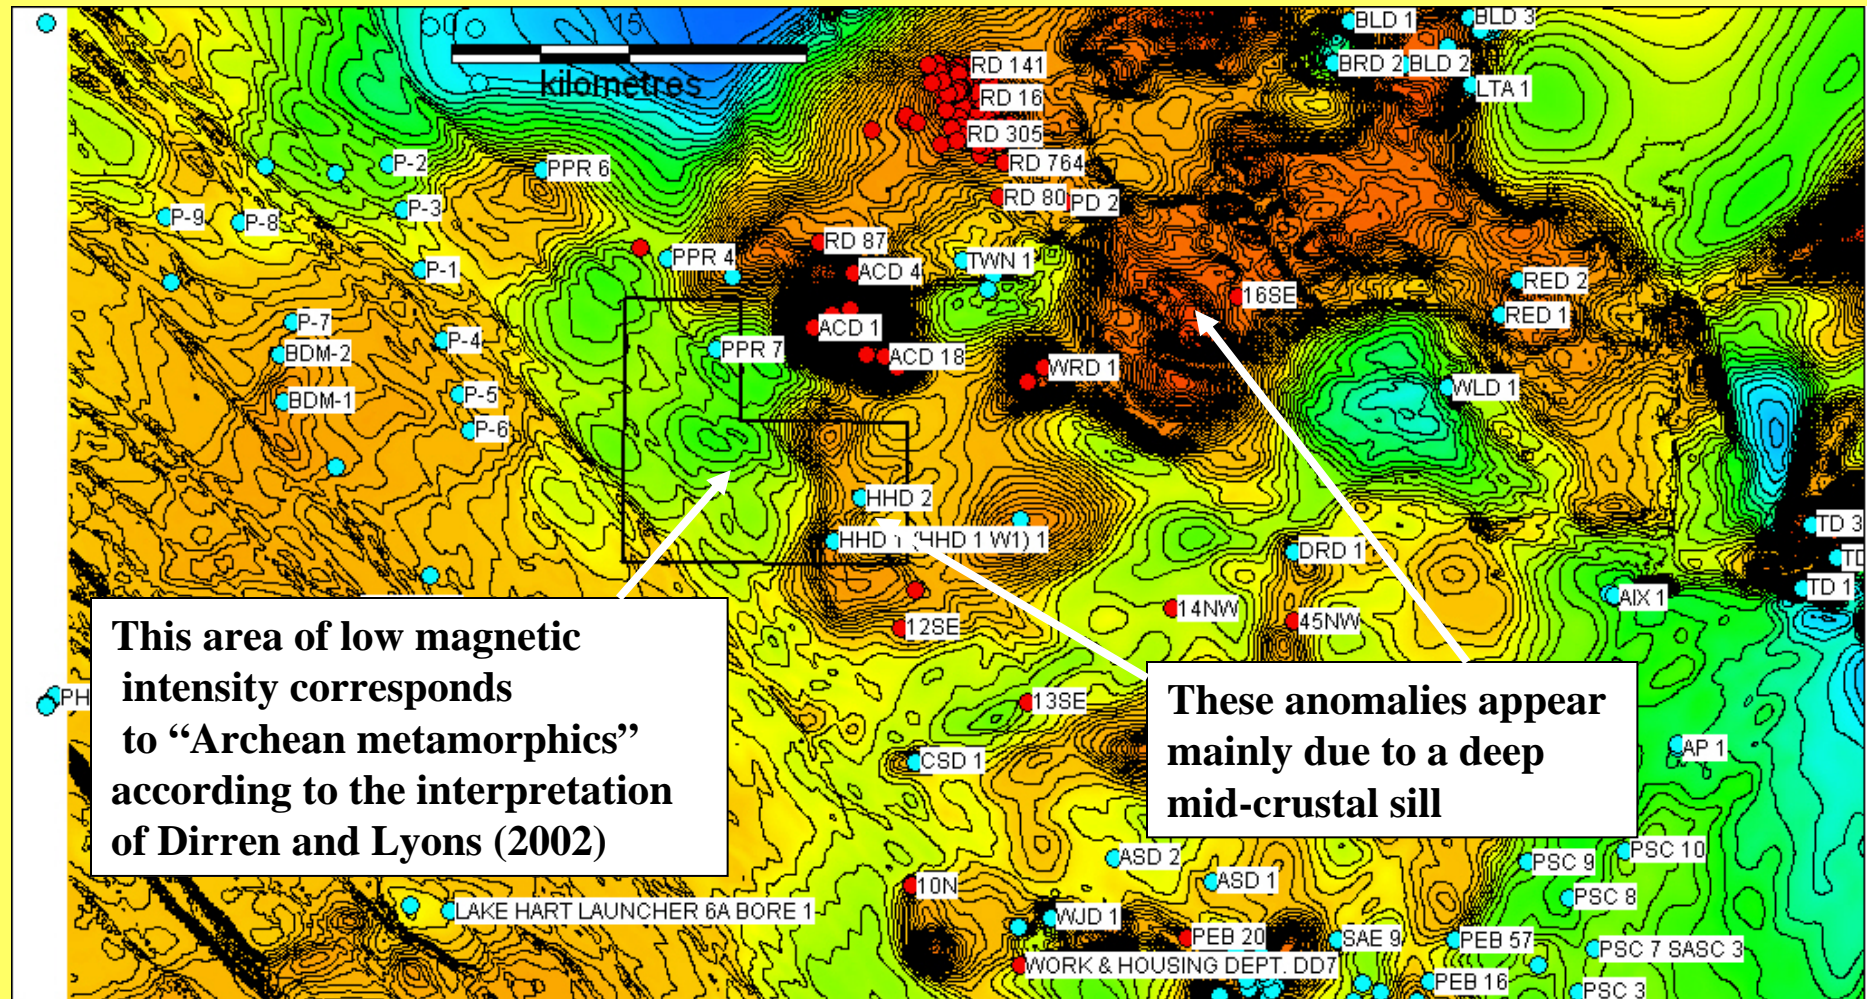 BLD 1
BLD 3
15
kilometres
RD 141
BRD 2
BLD 2
LTA 1
RD 16
RD 305
P-2
PPR 6
RD 764
RD 80
PD 2
P-9
P-8
P-3
RD 87
PPR 4
ACD 4
TWN 1
P-1
16SE
RED 2
RED 1
P-7
ACD 1
P-4
BDM-2
PPR 7
ACD 18
WRD 1
BDM-1
P-5
WLD 1
P-6
HHD 2
HHD 1 (HHD 1 W1) 1
TD 3
DRD 1
TD 1
AIX 1
14NW
45NW
12SE
This area of low magnetic
intensity corresponds
to “Archean metamorphics”
according to the interpretation
of Dirren and Lyons (2002)
These anomalies appear
mainly due to a deep
mid-crustal sill
PH
13SE
CSD 1
AP 1
ASD 2
ASD 1
PSC 9
PSC 10
PSC 8
10N
LAKE HART LAUNCHER 6A BORE 1
WJD 1
PEB 20
SAE 9
PEB 57
PSC 7 SASC 3
WORK & HOUSING DEPT. DD7
PEB 16
PSC 3